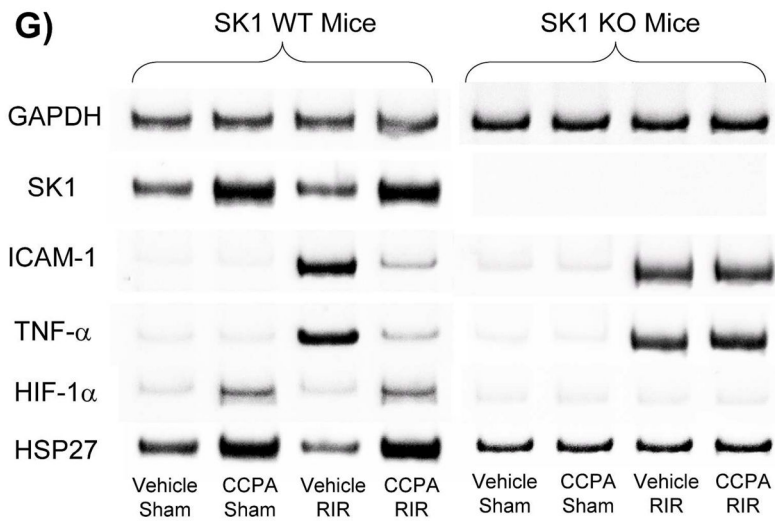 G)
SK1 WT Mice SK1 KO Mice
GAPDH
SK1
ICAM-1
TNF-α
HIF-1α
HSP27
Vehicle Sham CCPA Sham Vehicle RIR CCPA RIR Vehicle Sham CCPA Sham Vehicle RIR CCPA RIR